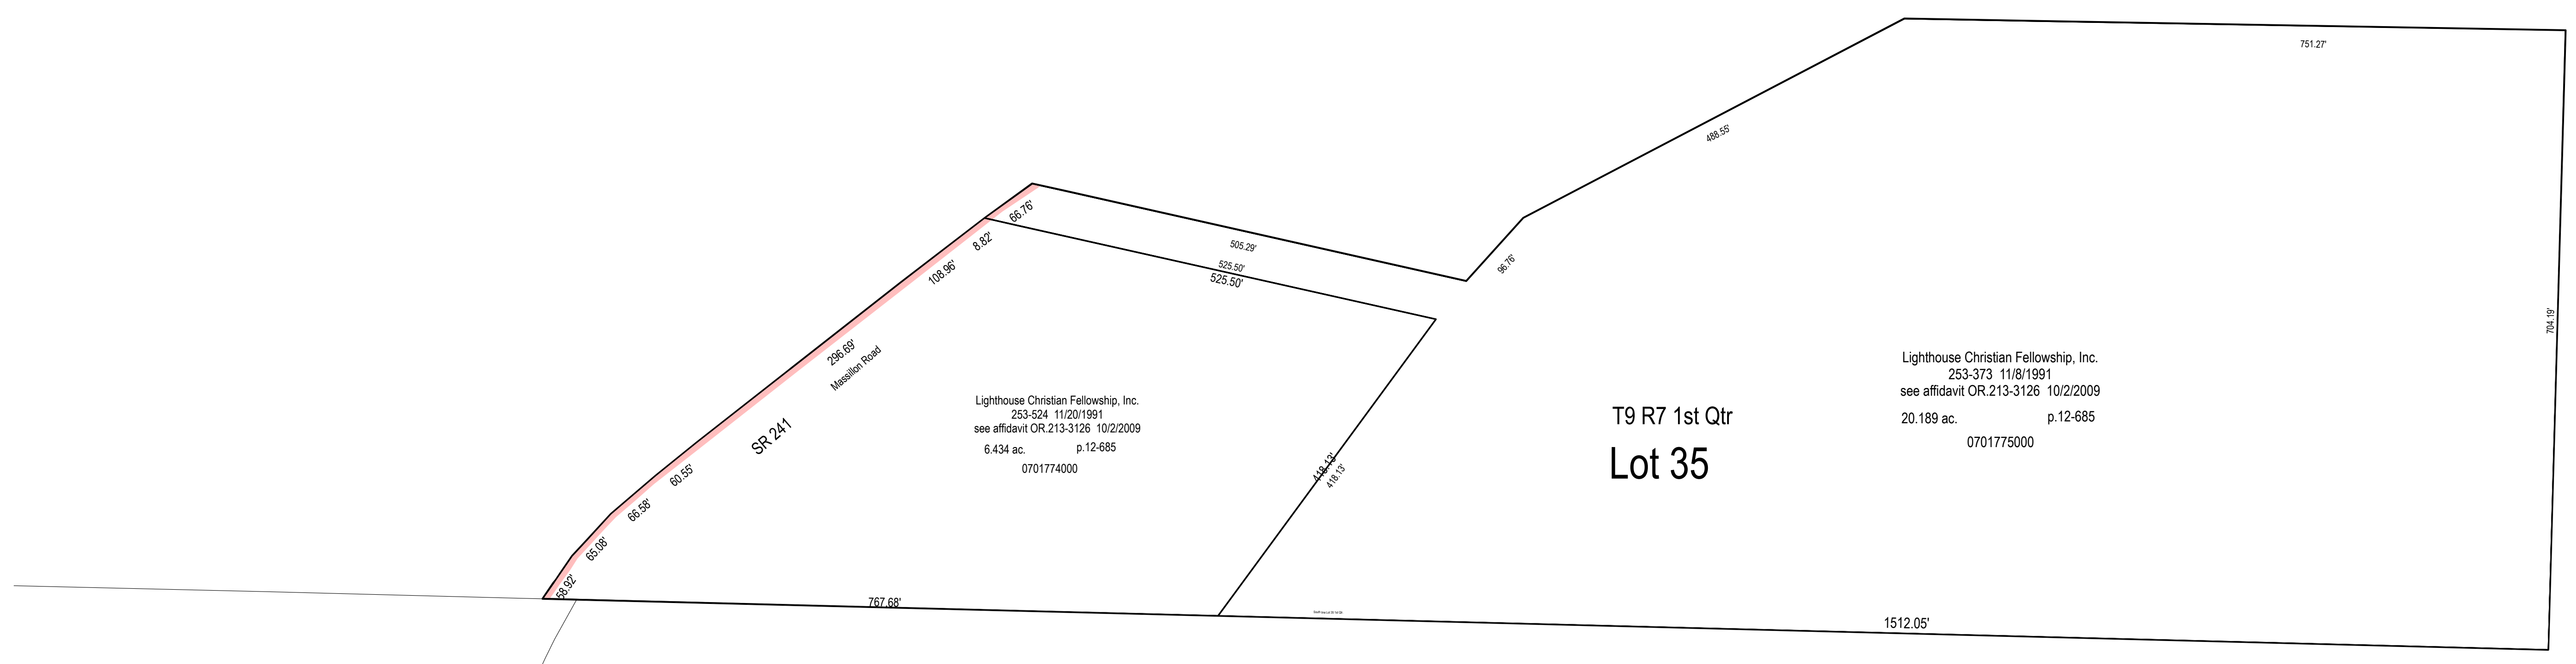 751.27'
488.55'
66.76'
8.82'
505.29'
525.50'
525.50'
96.76'
108.96'
704.19'
296.69'
Massillon Road
Lighthouse Christian Fellowship, Inc.
253-373 11/8/1991
see affidavit OR.213-3126 10/2/2009
20.189 ac. p.12-685
0701775000
Lighthouse Christian Fellowship, Inc.
253-524 11/20/1991
see affidavit OR.213-3126 10/2/2009
6.434 ac. p.12-685
0701774000
T9 R7 1st Qtr
Lot 35
SR 241
418.13'
418.13'
60.55'
66.58'
65.08'
58.92'
767.68'
1512.05'